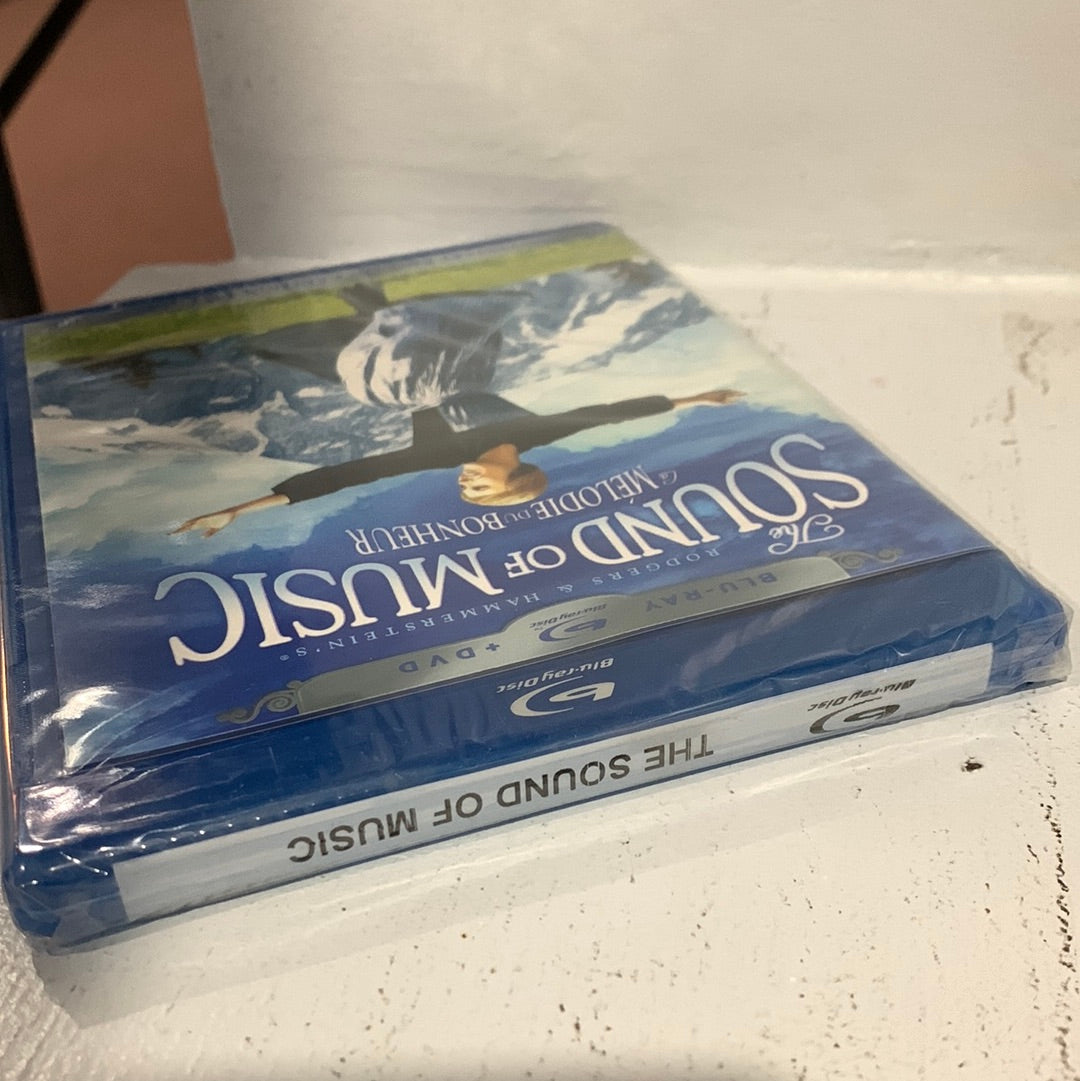 THE SOUND OF MUSIC
Blu-ray Disc
Blu-ray Disc
BLU-RAY
Blu-ray Disc
+ DVD
RODGERS & HAMMERSTEIN'S®
The
SOUND OF MUSIC
La MÉLODIE DU BONHEUR